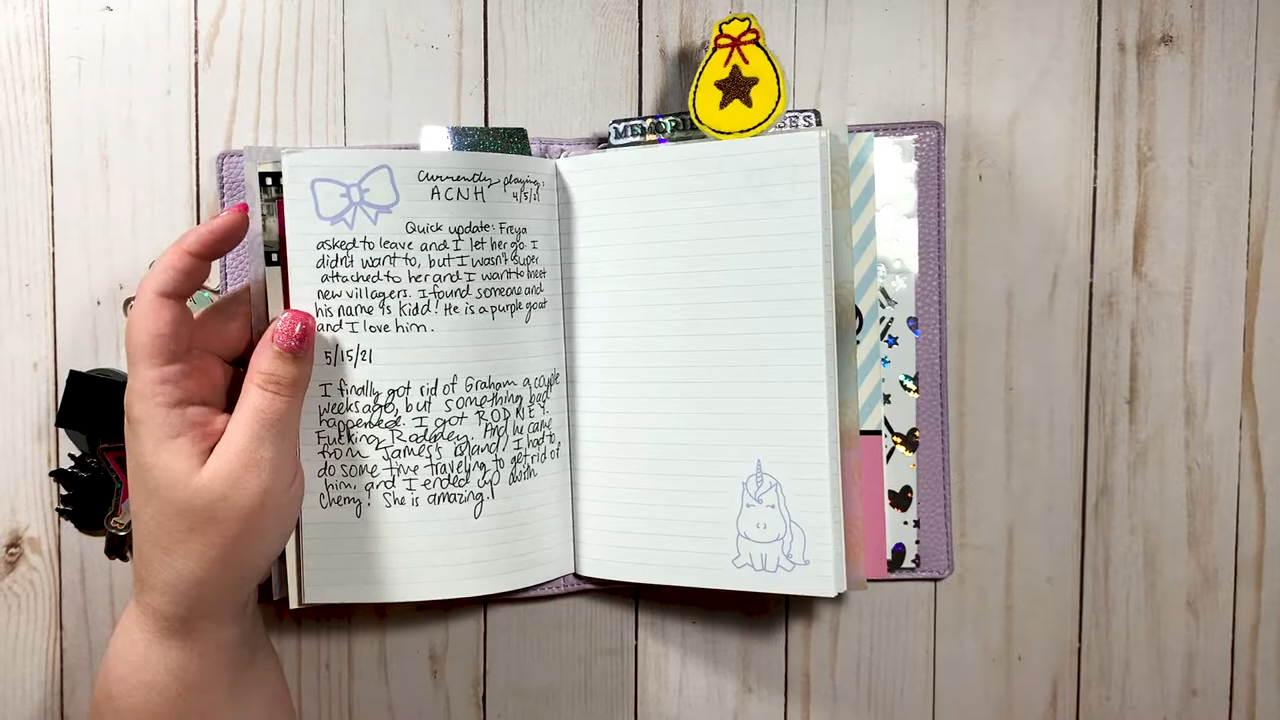 MEMORI SES
Currently playing:
ACNH 4/5/21
Quick update: Freya
asked to leave and I let her go. I
didn't want to, but I wasn't super
attached to her and I want to meet
new villagers. I found someone and
his name is Kidd! He is a purple goat
and I love him.
5/15/21
I finally got rid of Graham a couple
weeks ago, but something bad
happened. I got RODNEY.
Fucking Rodney. And he came
from James's island! I had to
do some time traveling to get rid of
him, and I ended up with
Cherry! She is amazing!